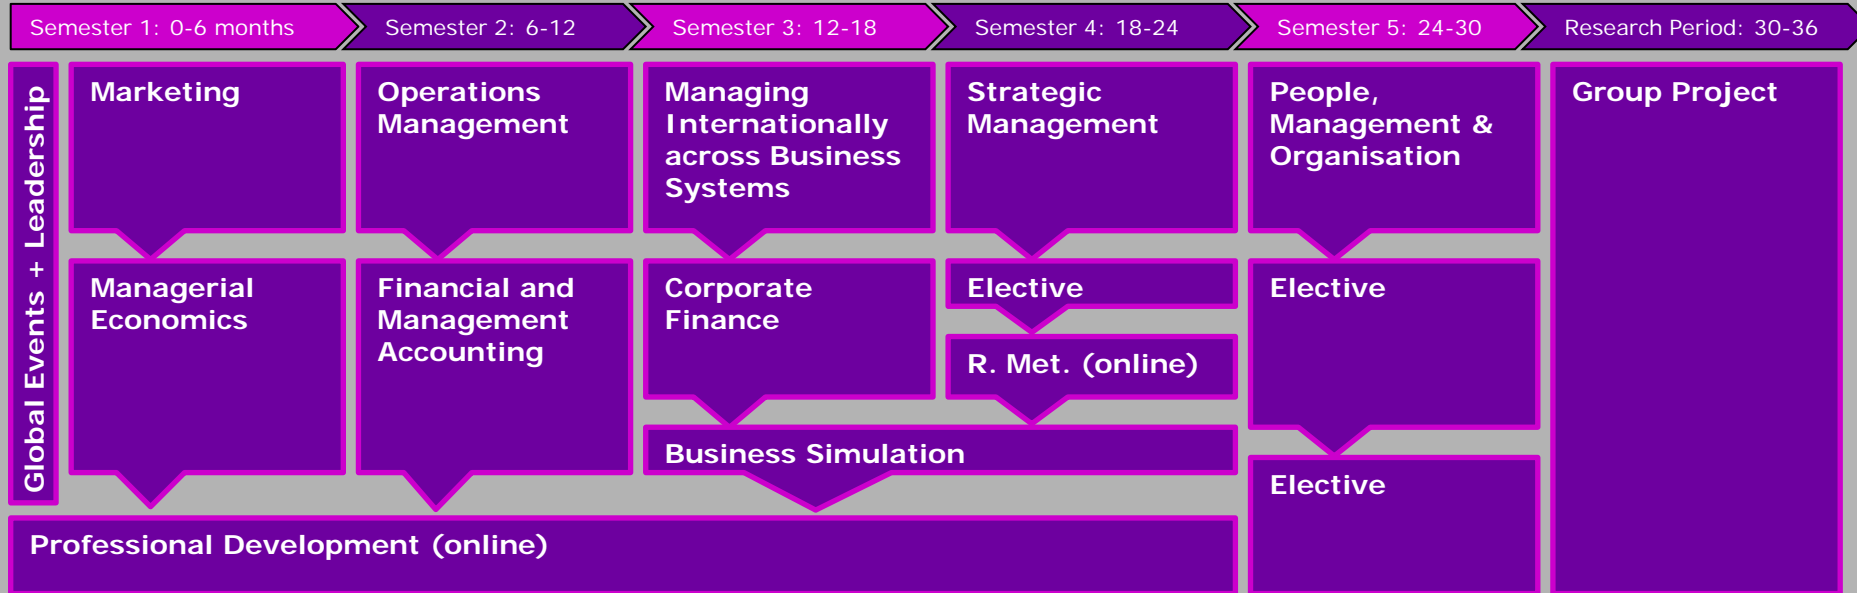 Semester 1: 0-6 months
Semester 2: 6-12
Semester 3: 12-18
Semester 4: 18-24
Semester 5: 24-30
Research Period: 30-36
Global Events + Leadership
Marketing
Operations
Management
Managing
Internationally
across Business
Systems
Strategic
Management
People,
Management &
Organisation
Group Project
Managerial
Economics
Financial and
Management
Accounting
Corporate
Finance
Elective
R. Met. (online)
Elective
Business Simulation
Elective
Professional Development (online)